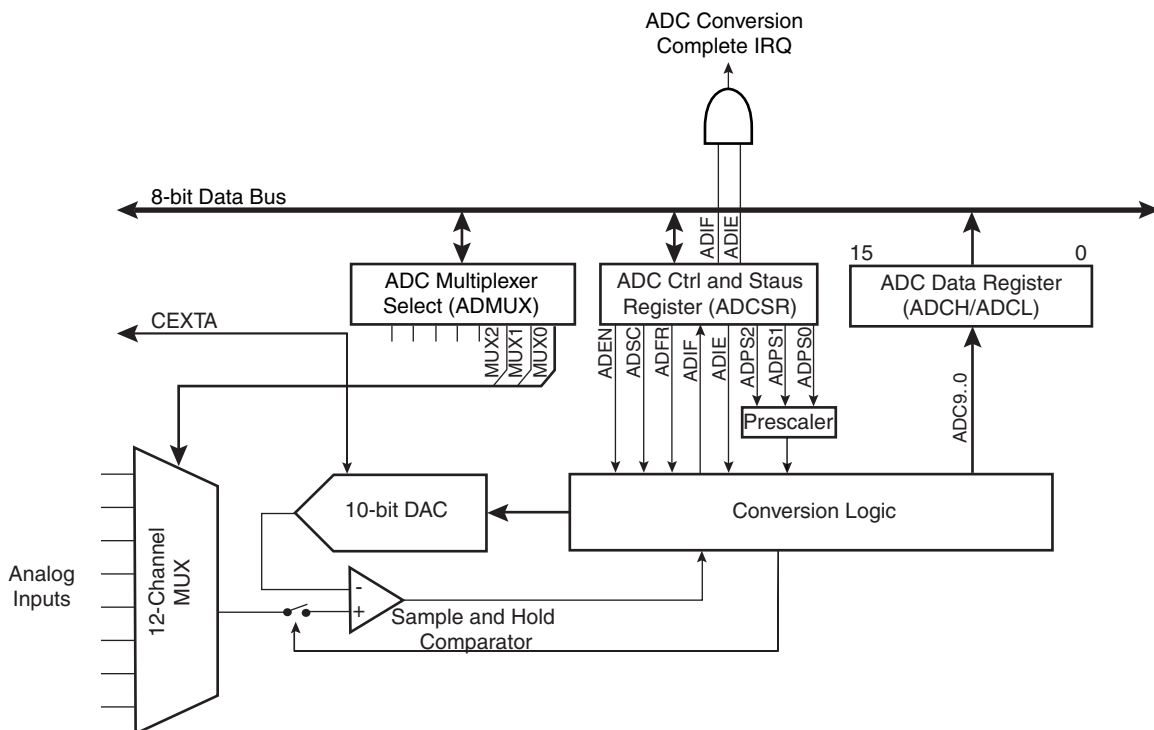 ADC Conversion
Complete IRQ
8-bit Data Bus
ADIF
ADIE
15
0
ADC Multiplexer
Select (ADMUX)
ADC Ctrl and Staus
Register (ADCSR)
ADC Data Register
(ADCH/ADCL)
CEXTA
MUX2
MUX1
MUX0
ADEN
ADSC
ADFR
ADIF
ADIE
ADPS2
ADPS1
ADPS0
ADC9..0
Prescaler
10-bit DAC
Conversion Logic
Analog
Inputs
12-Channel
MUX
-
+
Sample and Hold
Comparator